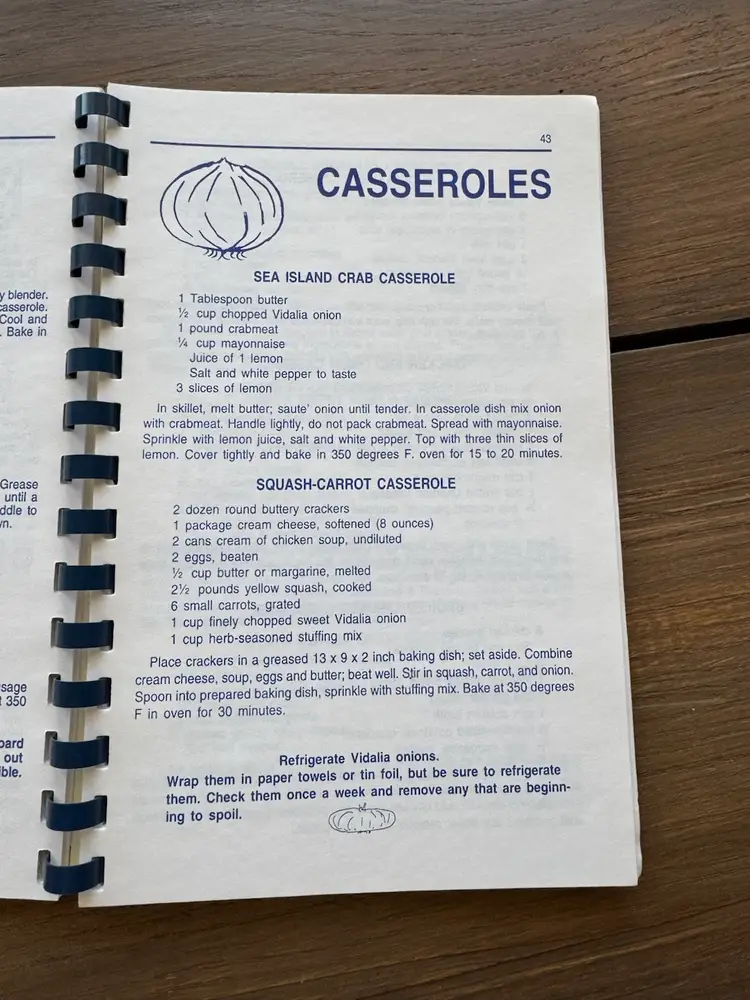 y blender.
casserole.
Cool and
. Bake in
Grease
until a
ddle to
vn.
sage
t 350
oard
out
ible.
43
CASSEROLES
SEA ISLAND CRAB CASSEROLE
1 Tablespoon butter
½ cup chopped Vidalia onion
1 pound crabmeat
¼ cup mayonnaise
Juice of 1 lemon
Salt and white pepper to taste
3 slices of lemon
In skillet, melt butter; saute' onion until tender. In casserole dish mix onion
with crabmeat. Handle lightly, do not pack crabmeat. Spread with mayonnaise.
Sprinkle with lemon juice, salt and white pepper. Top with three thin slices of
lemon. Cover tightly and bake in 350 degrees F. oven for 15 to 20 minutes.
SQUASH-CARROT CASSEROLE
2 dozen round buttery crackers
1 package cream cheese, softened (8 ounces)
2 cans cream of chicken soup, undiluted
2 eggs, beaten
½ cup butter or margarine, melted
2½ pounds yellow squash, cooked
6 small carrots, grated
1 cup finely chopped sweet Vidalia onion
1 cup herb-seasoned stuffing mix
Place crackers in a greased 13 x 9 x 2 inch baking dish; set aside. Combine
cream cheese, soup, eggs and butter; beat well. Stir in squash, carrot, and onion.
Spoon into prepared baking dish, sprinkle with stuffing mix. Bake at 350 degrees
F in oven for 30 minutes.
Refrigerate Vidalia onions.
Wrap them in paper towels or tin foil, but be sure to refrigerate
them. Check them once a week and remove any that are beginn-
ing to spoil.